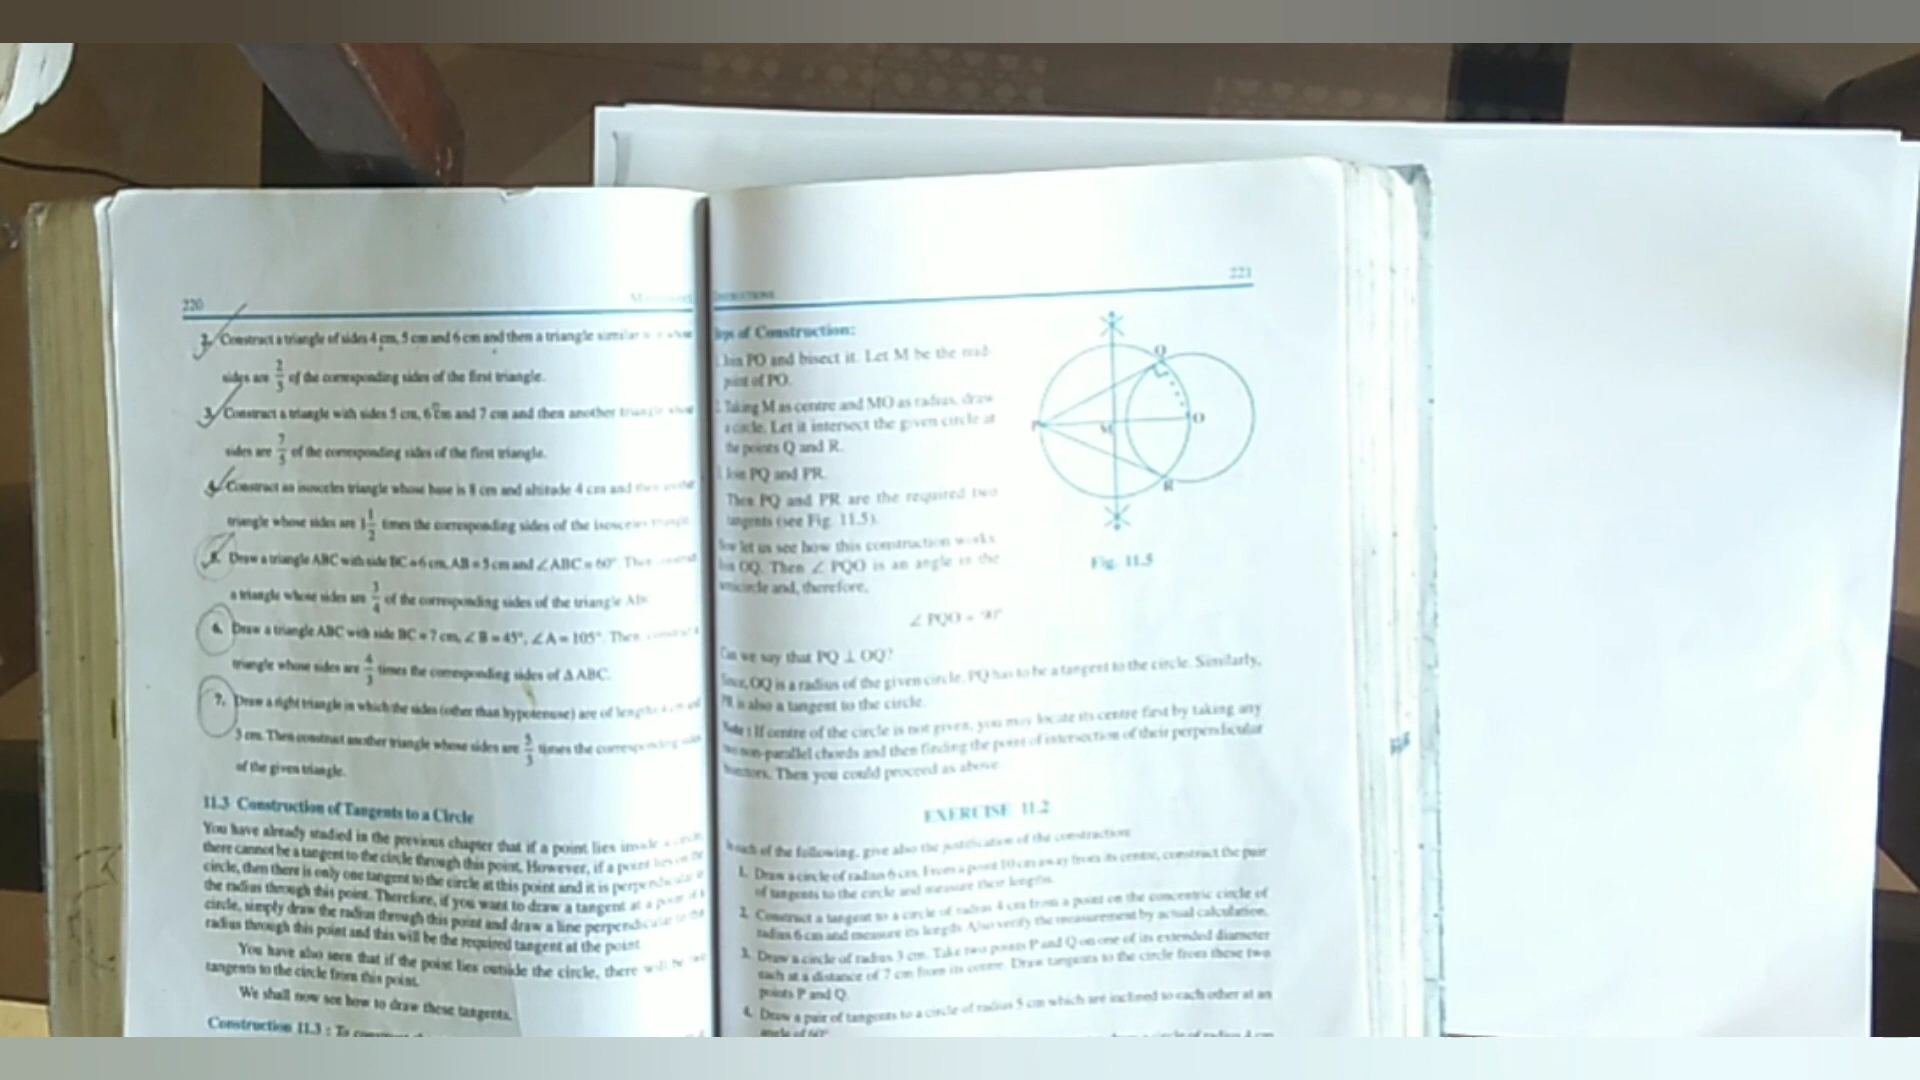 220
2. Construct a triangle of sides 4 cm, 5 cm and 6 cm and then a triangle similar
sides are 2/3 of the corresponding sides of the first triangle.
3. Construct a triangle with sides 5 cm, 6 cm and 7 cm and then another triangle
sides are 7/5 of the corresponding sides of the first triangle.
4. Construct an isosceles triangle whose base is 8 cm and altitude 4 cm and then
triangle whose sides are 1 1/2 times the corresponding sides of the isosceles triangle
5. Draw a triangle ABC with side BC = 6 cm, AB = 5 cm and ∠ABC = 60°. Then
a triangle whose sides are 3/4 of the corresponding sides of the triangle
6. Draw a triangle ABC with side BC = 7 cm, ∠B = 45°, ∠A = 105°. Then
triangle whose sides are 4/3 times the corresponding sides of Δ ABC.
7. Draw a right triangle in which the sides (other than hypotenuse) are of
3 cm. Then construct another triangle whose sides are 5/3 times the corresponding
of the given triangle.
11.3 Construction of Tangents to a Circle
You have already studied in the previous chapter that if a point lies inside a
there cannot be a tangent to the circle through this point. However, if a point lies on
circle, then there is only one tangent to the circle at this point and it is perpendicular
the radius through this point. Therefore, if you want to draw a tangent at a point of
circle, simply draw the radius through this point and draw a line perpendicular to
radius through this point and this will be the required tangent at the point.
You have also seen that if the point lies outside the circle, there will be
tangents to the circle from this point.
We shall now see how to draw these tangents.
Construction 11.3 : To
221
of Construction:
PO and bisect it. Let M be the mid-
point of PO.
Taking M as centre and MO as radius, draw
a circle. Let it intersect the given circle at
the points Q and R.
Join PQ and PR.
Then PQ and PR are the required two
tangents (see Fig. 11.5).
P
Q
M
O
R
Fig. 11.5
let us see how this construction works
OQ. Then ∠ PQO is an angle in the
and, therefore,
∠ PQO = 90°
Can we say that PQ ⊥ OQ?
Since, OQ is a radius of the given circle, PQ has to be a tangent to the circle. Similarly,
PR is also a tangent to the circle.
Note : If centre of the circle is not given, you may locate its centre first by taking any
two non-parallel chords and then finding the point of intersection of their perpendicular
bisectors. Then you could proceed as above.
EXERCISE 11.2
In each of the following, give also the justification of the construction:
1. Draw a circle of radius 6 cm. From a point 10 cm away from its centre, construct the pair
of tangents to the circle and measure their lengths.
2. Construct a tangent to a circle of radius 4 cm from a point on the concentric circle of
radius 6 cm and measure its length. Also verify the measurement by actual calculation.
3. Draw a circle of radius 3 cm. Take two points P and Q on one of its extended diameter
each at a distance of 7 cm from its centre. Draw tangents to the circle from these two
points P and Q.
4. Draw a pair of tangents to a circle of radius 5 cm which are inclined to each other at an
angle of 60°